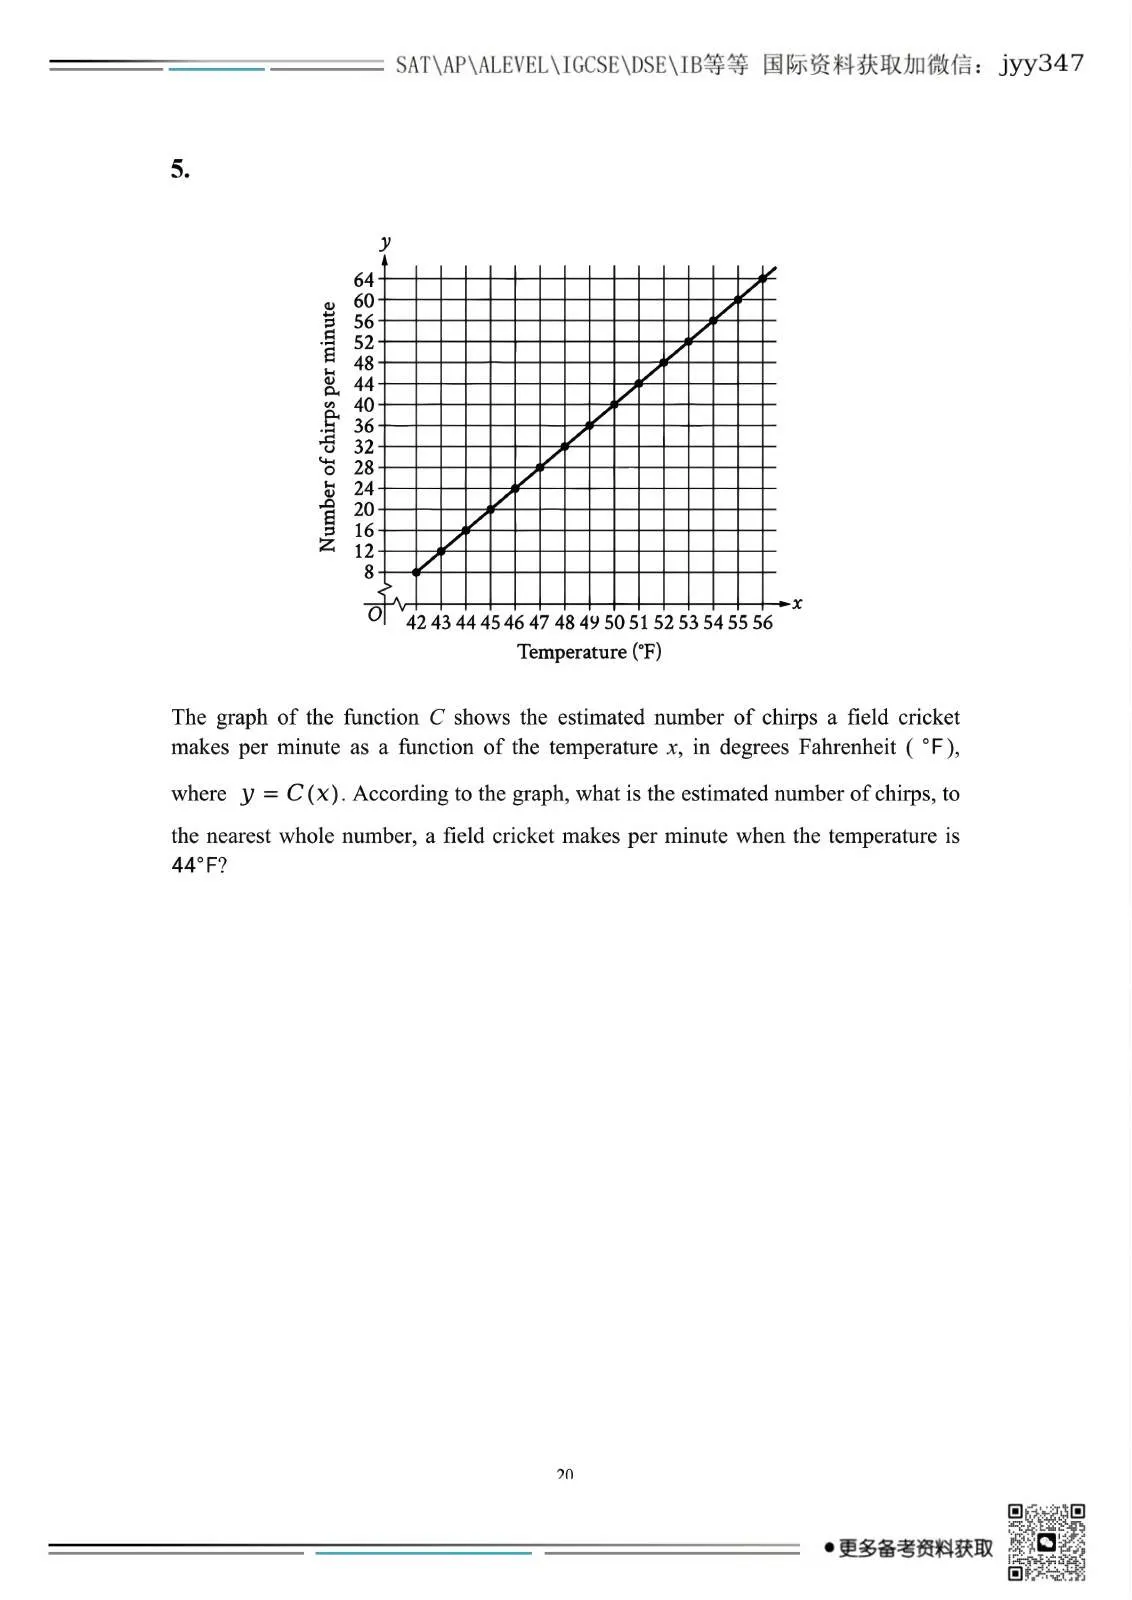 SAT\AP\ALEVEL\IGCSE\DSE\IB等等 国际资料获取加微信：jyy347
5.
y
64
60
56
52
48
44
40
36
32
28
24
20
16
12
8
Number of chirps per minute
O
x
42 43 44 45 46 47 48 49 50 51 52 53 54 55 56
Temperature (°F)
The graph of the function C shows the estimated number of chirps a field cricket
makes per minute as a function of the temperature x, in degrees Fahrenheit ( °F),
where y = C(x). According to the graph, what is the estimated number of chirps, to
the nearest whole number, a field cricket makes per minute when the temperature is
44°F?
20
●更多备考资料获取